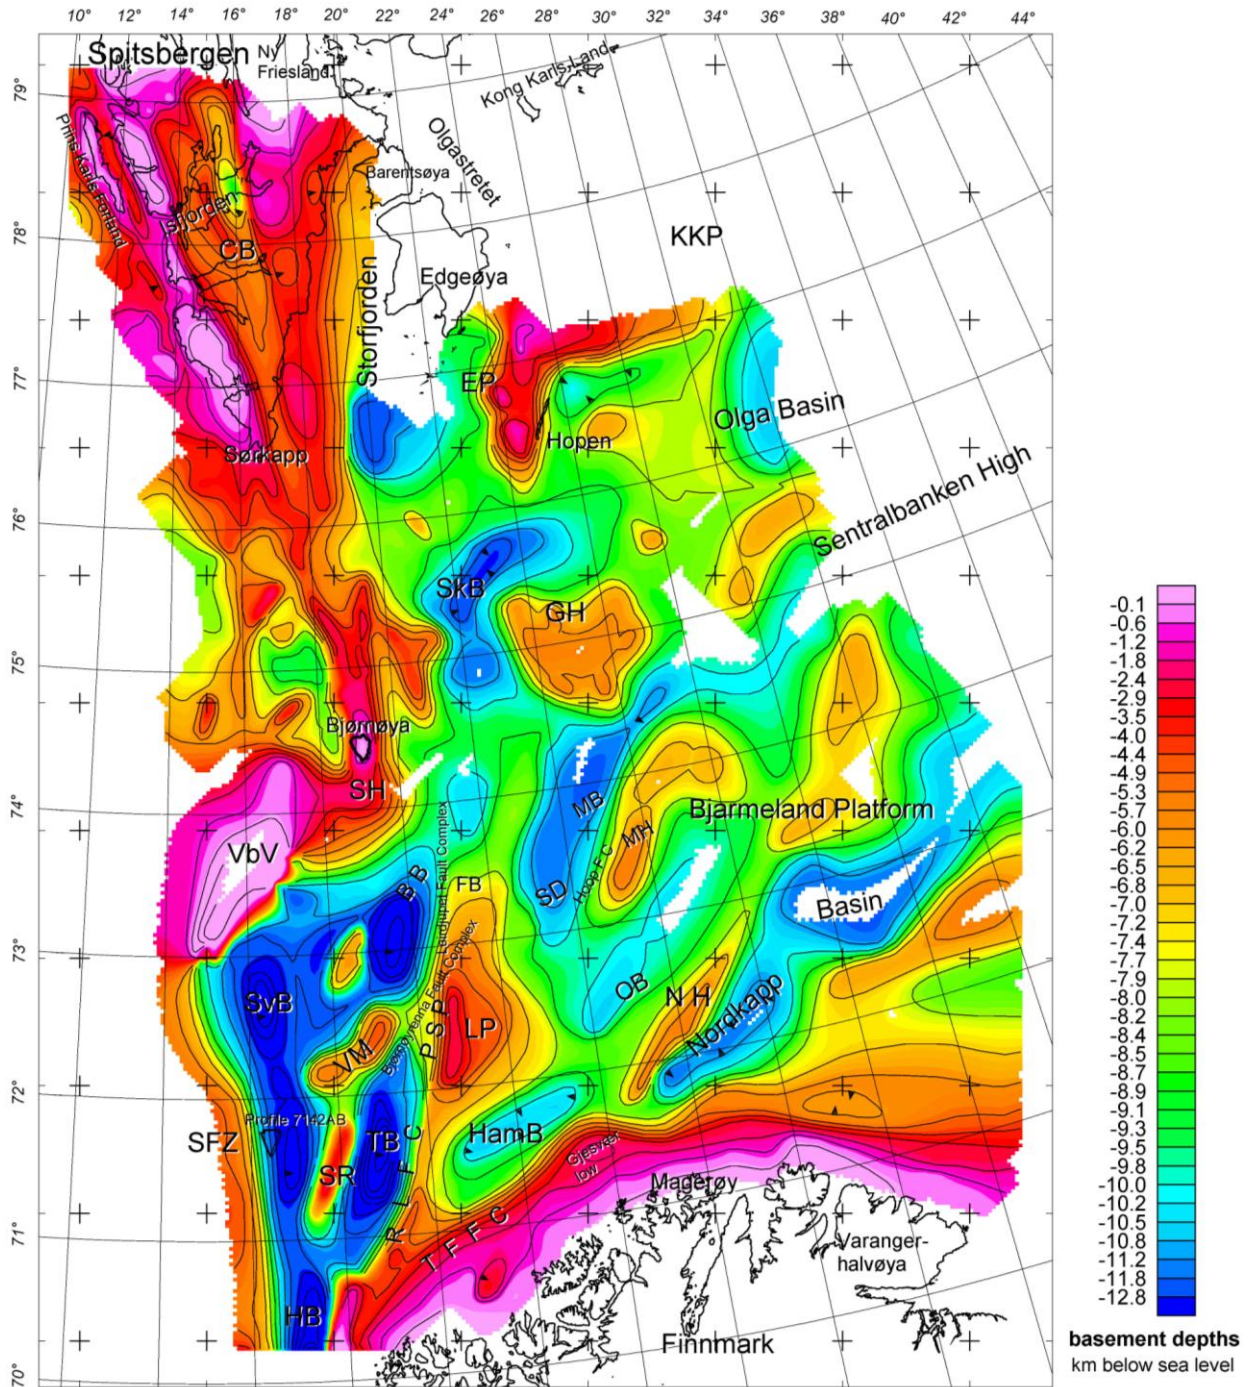 10° 12° 14° 16° 18° 20° 22° 24° 26° 28° 30° 32° 34° 36° 38° 40° 42° 44°
Spitsbergen
Ny
Friesland
Kong Karls Land
79°
Prins Karls Forland
Olgastretet
Barentsøya
Isfjorden
78°
CB
KKP
Storfjorden
Edgeøya
77°
EP
Olga Basin
Hopen
Sørkapp
Sentralbanken High
76°
SkB
GH
75°
Bjørnøya
SH
74°
MB
MH
Bjarmeland Platform
VbV
Leirdjupet Fault Complex
BB
FB
SD
Hoop F C
Basin
73°
Bjørnøyrenna Fault Complex
SvB
OB
N H
Nordkapp
P S P
LP
VM
72°
Profile 7142AB
SFZ
TB
HamB
SR
R L F C
Gjesvær
low
Magerøy
71°
T F F C
Varanger-
halvøya
HB
Finnmark
70°
-0.1
-0.6
-1.2
-1.8
-2.4
-2.9
-3.5
-4.0
-4.4
-4.9
-5.3
-5.7
-6.0
-6.2
-6.5
-6.8
-7.0
-7.2
-7.4
-7.7
-7.9
-8.0
-8.2
-8.4
-8.5
-8.7
-8.9
-9.1
-9.3
-9.5
-9.8
-10.0
-10.2
-10.5
-10.8
-11.2
-11.8
-12.8
basement depths
km below sea level